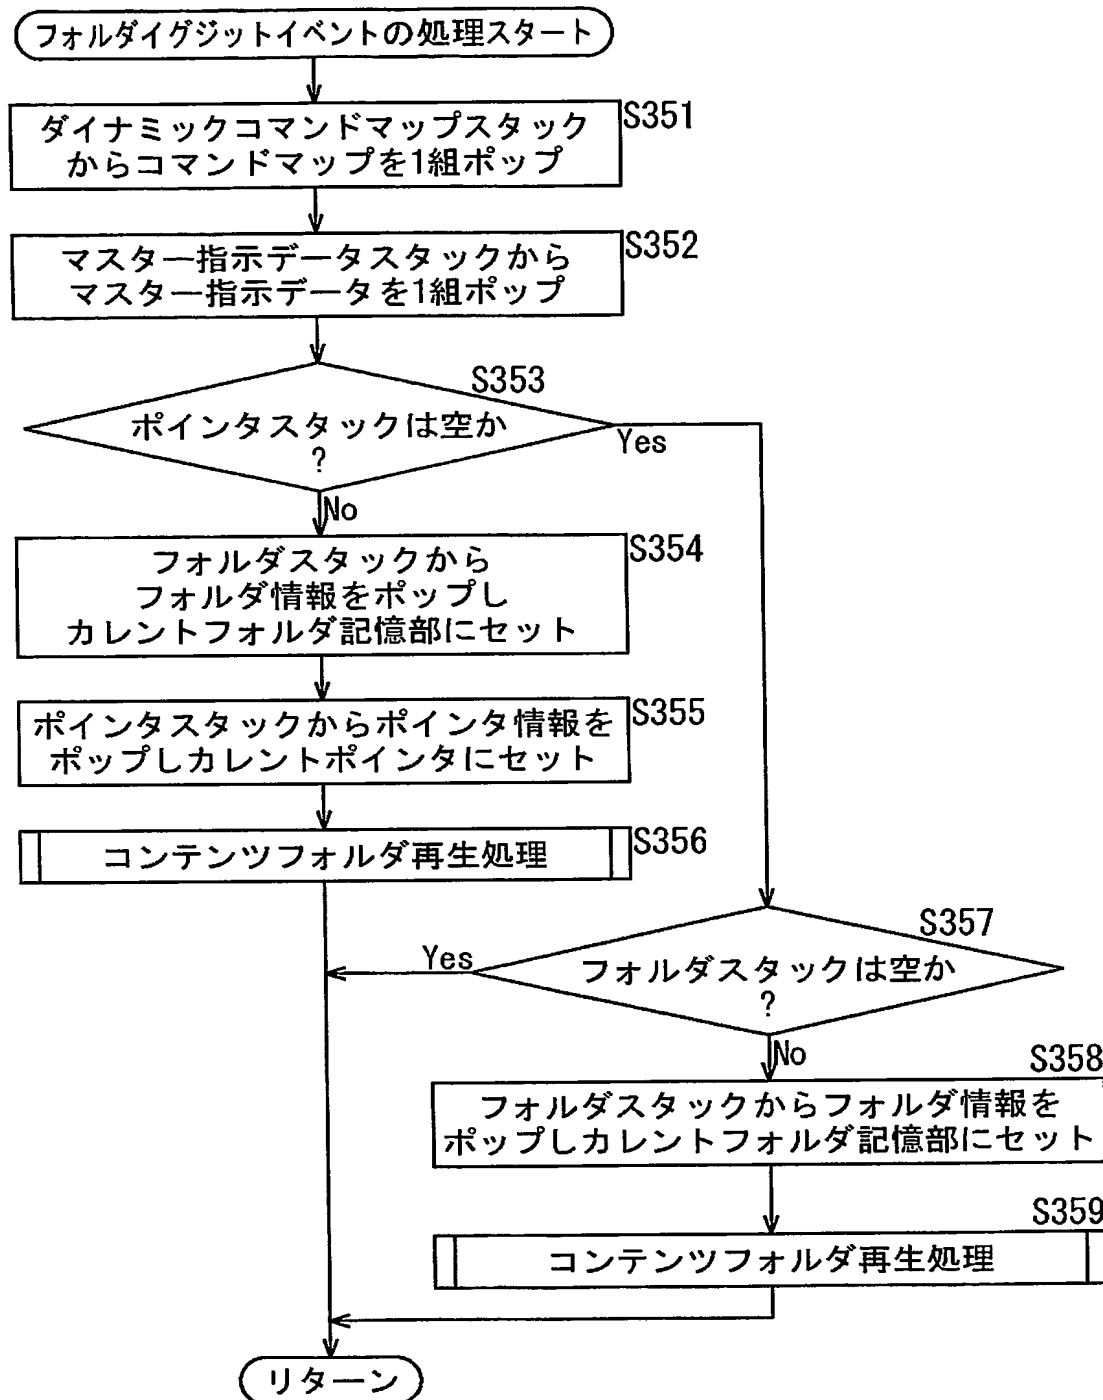 フォルダイグジットイベントの処理スタート
S351
ダイナミックコマンドマップスタック
からコマンドマップを1組ポップ
S352
マスター指示データスタックから
マスター指示データを1組ポップ
S353
ポインタスタックは空か
?
Yes
No
S354
フォルダスタックから
フォルダ情報をポップし
カレントフォルダ記憶部にセット
S355
ポインタスタックからポインタ情報を
ポップしカレントポインタにセット
S356
コンテンツフォルダ再生処理
S357
Yes
フォルダスタックは空か
?
No
S358
フォルダスタックからフォルダ情報を
ポップしカレントフォルダ記憶部にセット
S359
コンテンツフォルダ再生処理
リターン